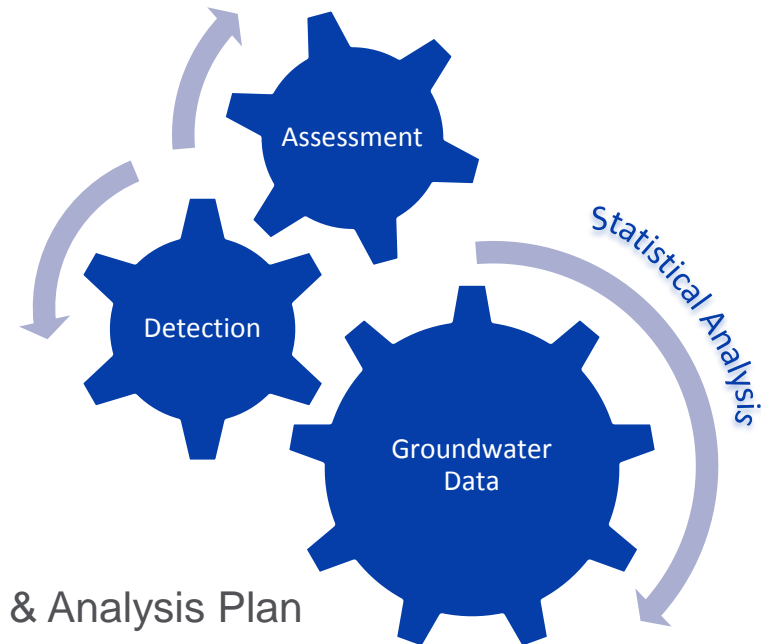 Assessment
Statistical Analysis
Detection
Groundwater
Data
& Analysis Plan